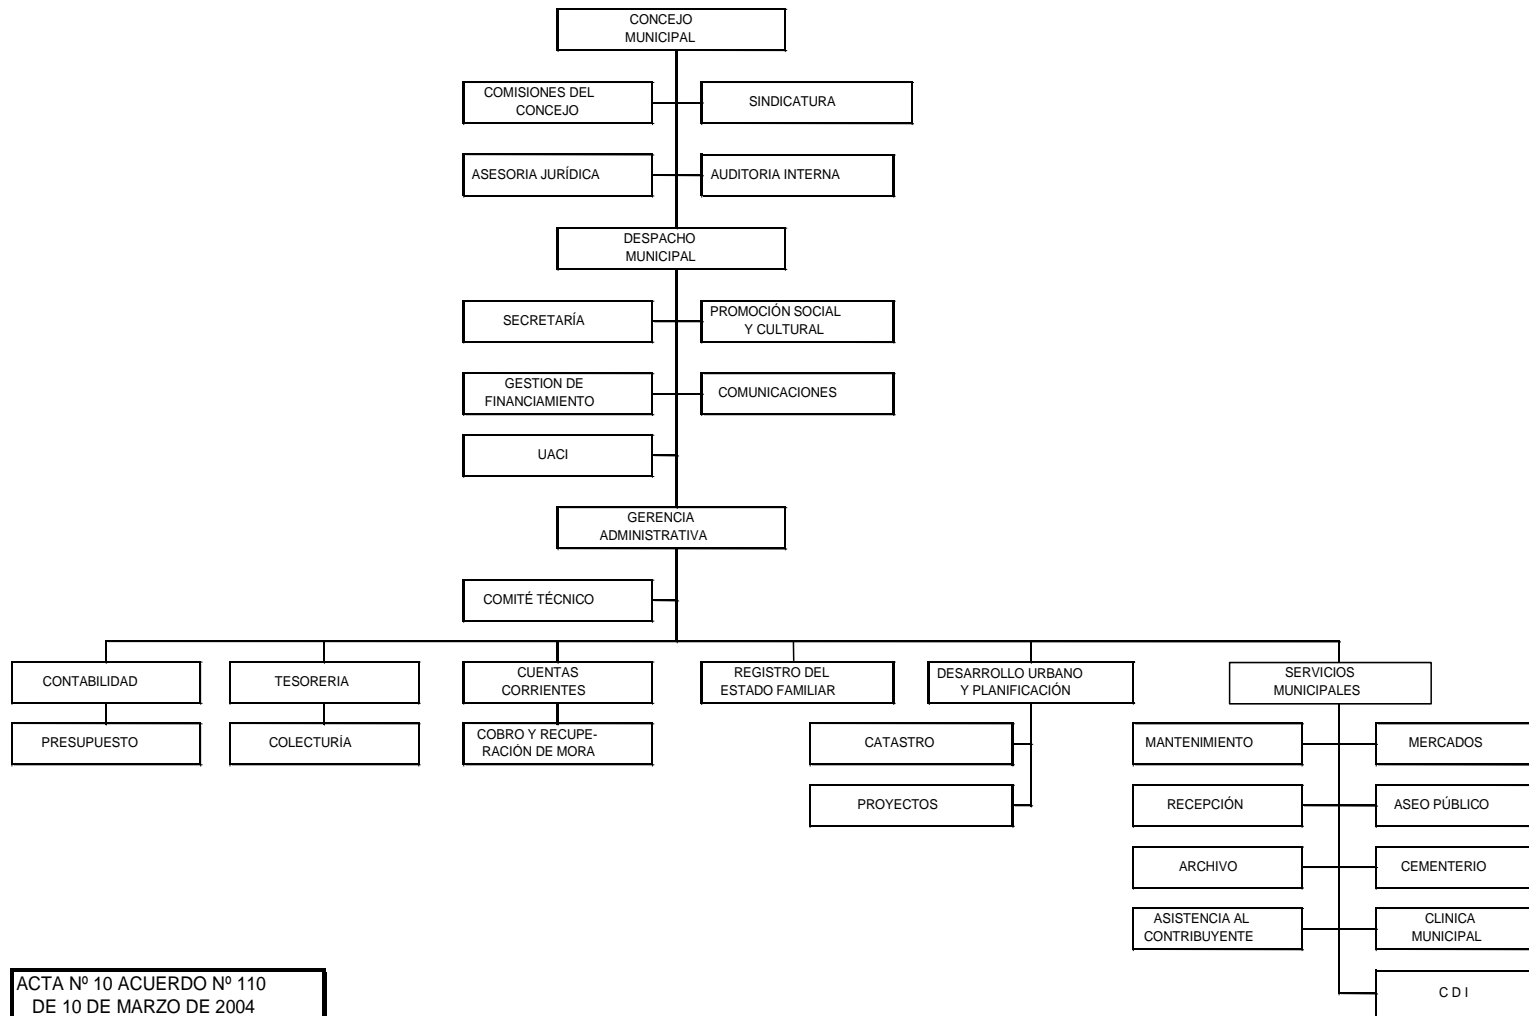 CONCEJO
MUNICIPAL
COMISIONES DEL
CONCEJO
SINDICATURA
ASESORIA JURÍDICA
AUDITORIA INTERNA
DESPACHO
MUNICIPAL
SECRETARÍA
PROMOCIÓN SOCIAL
Y CULTURAL
GESTION DE
FINANCIAMIENTO
COMUNICACIONES
UACI
GERENCIA
ADMINISTRATIVA
COMITÉ TÉCNICO
CONTABILIDAD
TESORERIA
CUENTAS
CORRIENTES
REGISTRO DEL
ESTADO FAMILIAR
DESARROLLO URBANO
Y PLANIFICACIÓN
SERVICIOS
MUNICIPALES
PRESUPUESTO
COLECTURÍA
COBRO Y RECUPE-
RACIÓN DE MORA
CATASTRO
MANTENIMIENTO
MERCADOS
PROYECTOS
RECEPCIÓN
ASEO PÚBLICO
ARCHIVO
CEMENTERIO
ASISTENCIA AL
CONTRIBUYENTE
CLINICA
MUNICIPAL
C D I
ACTA Nº 10 ACUERDO Nº 110
DE 10 DE MARZO DE 2004